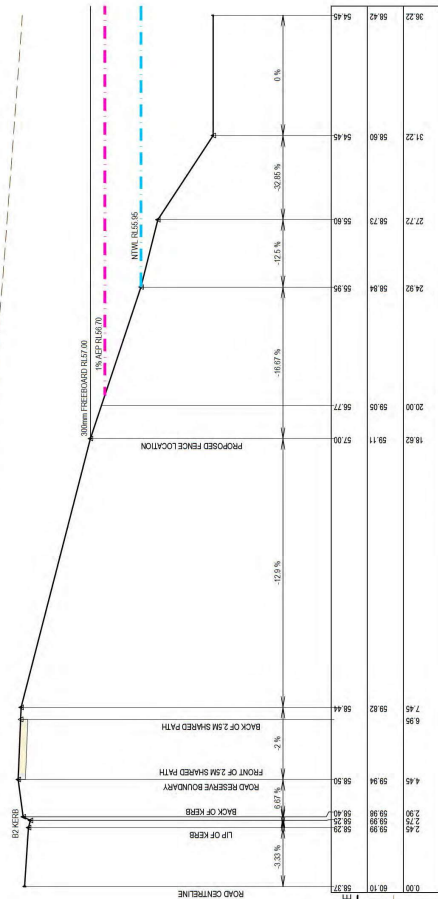 B2 KERB
300mm FREEBOARD RL57.00
1% AEP RL56.70
NTWL RL55.95
ROAD CENTRELINE
LIP OF KERB
BACK OF KERB
ROAD RESERVE BOUNDARY
FRONT OF 2.5M SHARED PATH
BACK OF 2.5M SHARED PATH
PROPOSED FENCE LOCATION
-3.33 % 6.67 % -2 % -12.9 % -16.67 % -12.5 % -32.85 % 0 %
58.37 58.29 58.25 58.40 58.50 58.44 57.00 56.77 55.95 55.60 54.45 54.45
60.10 59.99 59.99 59.98 59.94 59.82 59.11 59.05 58.84 58.73 58.60 58.42
0.00 2.45 2.75 2.90 4.45 6.95 7.45 18.62 20.00 24.92 27.72 31.22 36.22